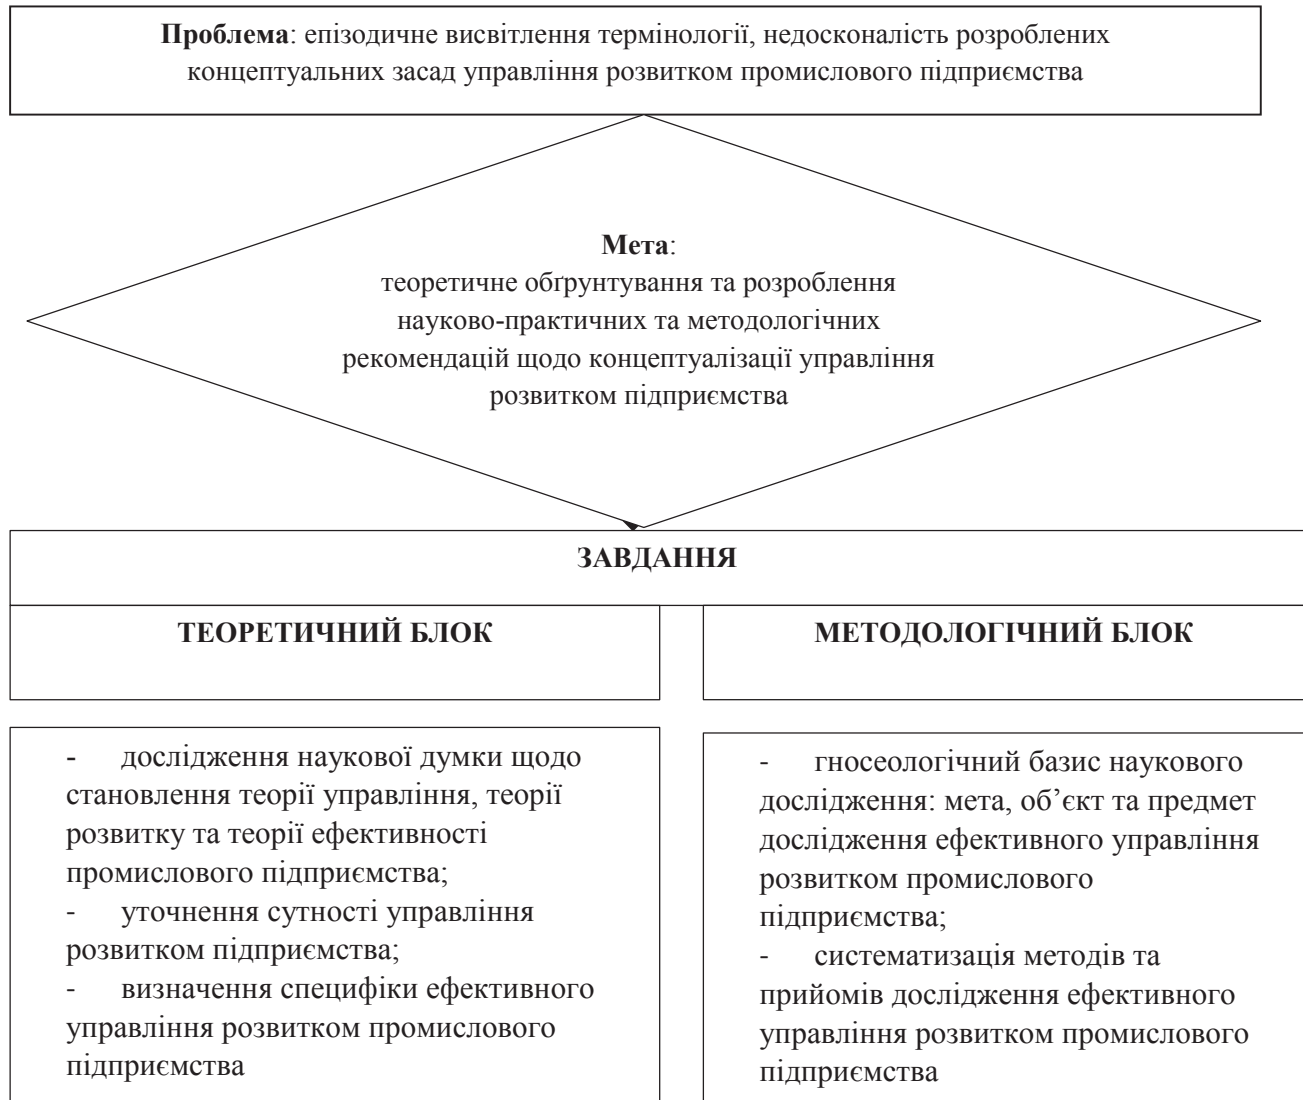 Проблема: епізодичне висвітлення термінології, недосконалість розроблених
концептуальних засад управління розвитком промислового підприємства
Мета:
теоретичне обґрунтування та розроблення
науково-практичних та методологічних
рекомендацій щодо концептуалізації управління
розвитком підприємства
ЗАВДАННЯ
ТЕОРЕТИЧНИЙ БЛОК
МЕТОДОЛОГІЧНИЙ БЛОК
- дослідження наукової думки щодо
становлення теорії управління, теорії
розвитку та теорії ефективності
промислового підприємства;
- уточнення сутності управління
розвитком підприємства;
- визначення специфіки ефективного
управління розвитком промислового
підприємства
- гносеологічний базис наукового
дослідження: мета, об’єкт та предмет
дослідження ефективного управління
розвитком промислового
підприємства;
- систематизація методів та
прийомів дослідження ефективного
управління розвитком промислового
підприємства